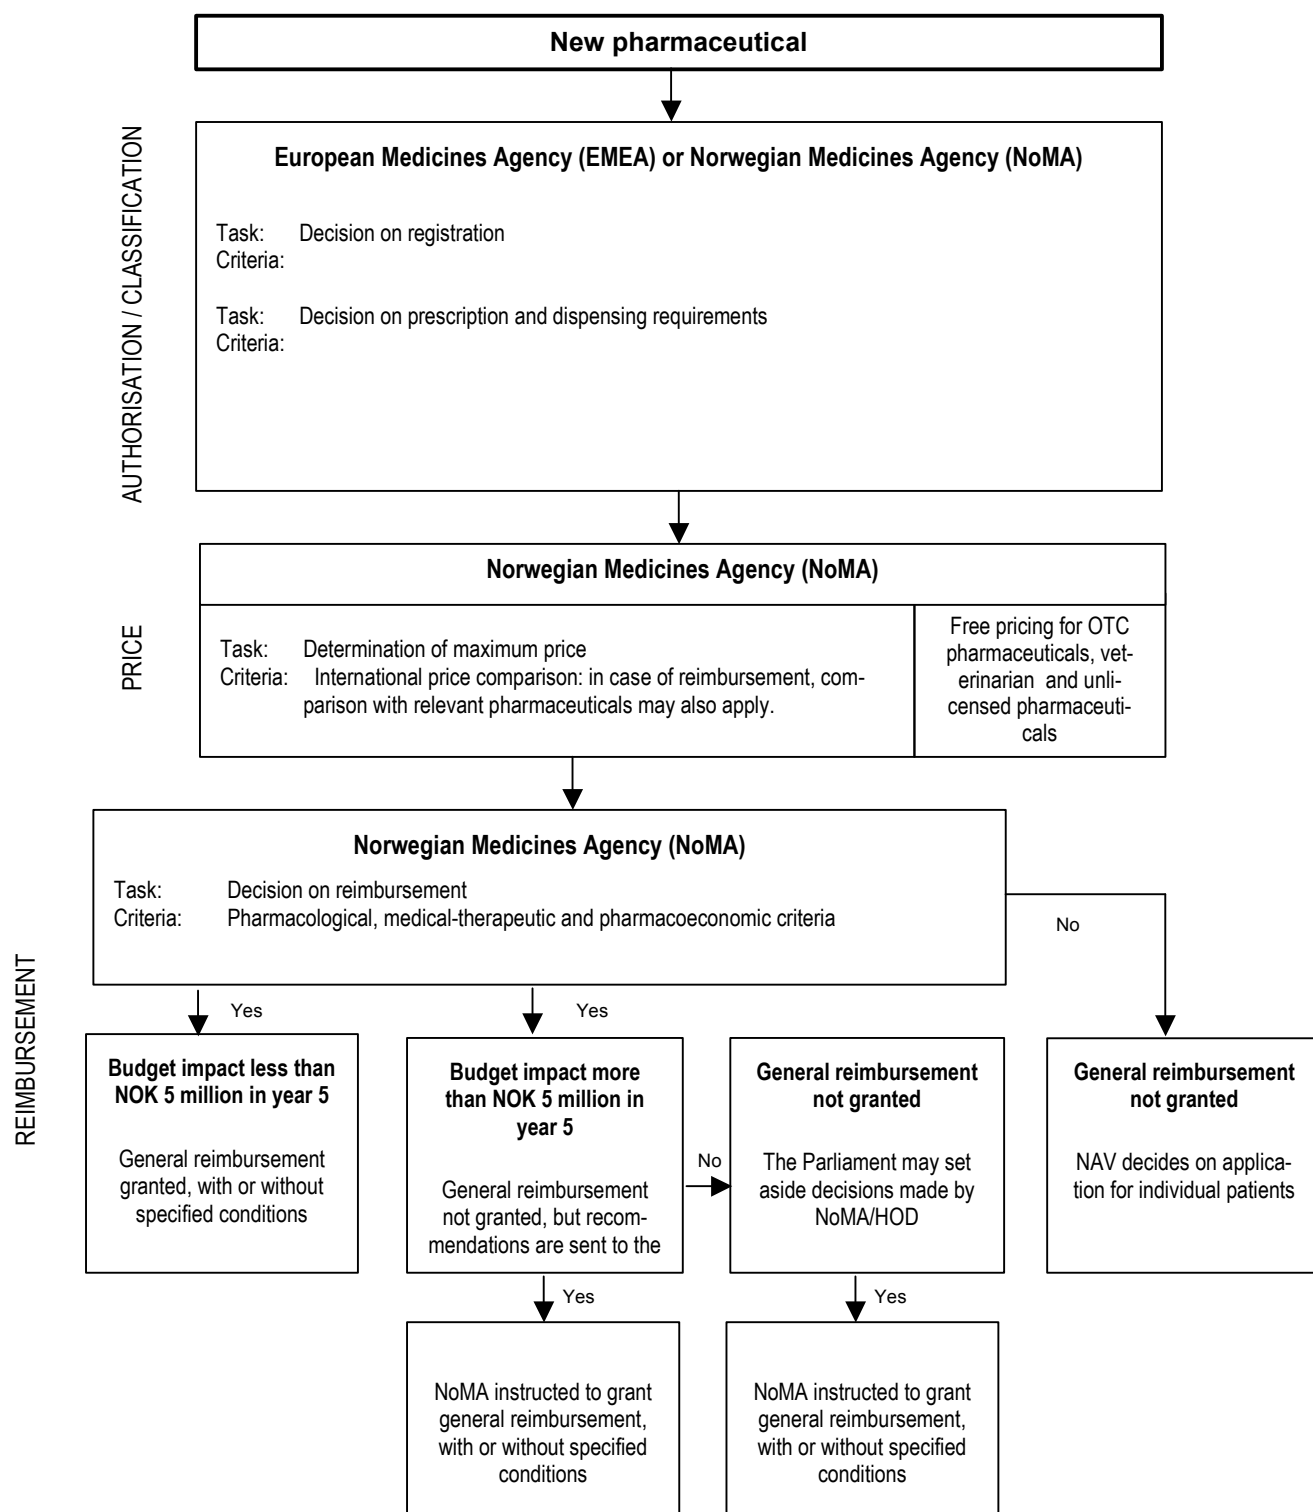 New pharmaceutical
AUTHORISATION / CLASSIFICATION
European Medicines Agency (EMEA) or Norwegian Medicines Agency (NoMA)
Task: Decision on registration
Criteria:
Task: Decision on prescription and dispensing requirements
Criteria:
PRICE
Norwegian Medicines Agency (NoMA)
Task: Determination of maximum price
Criteria: International price comparison: in case of reimbursement, com-
parison with relevant pharmaceuticals may also apply.
Free pricing for OTC
pharmaceuticals, vet-
erinarian and unli-
censed pharmaceuti-
cals
REIMBURSEMENT
Norwegian Medicines Agency (NoMA)
Task: Decision on reimbursement
Criteria: Pharmacological, medical-therapeutic and pharmacoeconomic criteria
No
Yes
Yes
Budget impact less than
NOK 5 million in year 5
General reimbursement
granted, with or without
specified conditions
Budget impact more
than NOK 5 million in
year 5
General reimbursement
not granted, but recom-
mendations are sent to the
No
General reimbursement
not granted
The Parliament may set
aside decisions made by
NoMA/HOD
General reimbursement
not granted
NAV decides on applica-
tion for individual patients
Yes
Yes
NoMA instructed to grant
general reimbursement,
with or without specified
conditions
NoMA instructed to grant
general reimbursement,
with or without specified
conditions